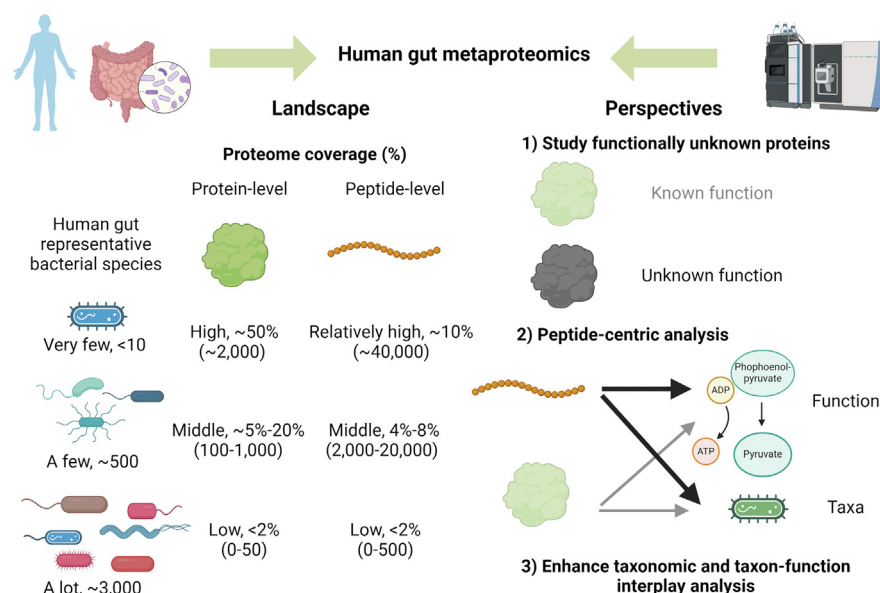 Human gut metaproteomics
Landscape
Proteome coverage (%)
Protein-level
Peptide-level
Human gut
representative
bacterial species
Very few, <10
High, ~50%
(~2,000)
Relatively high, ~10%
(~40,000)
A few, ~500
Middle, ~5%-20%
(100-1,000)
Middle, 4%-8%
(2,000-20,000)
A lot, ~3,000
Low, <2%
(0-50)
Low, <2%
(0-500)
Perspectives
1) Study functionally unknown proteins
Known function
Unknown function
2) Peptide-centric analysis
ADP
Phophoenol-
pyruvate
ATP
Pyruvate
Function
Taxa
3) Enhance taxonomic and taxon-function
interplay analysis